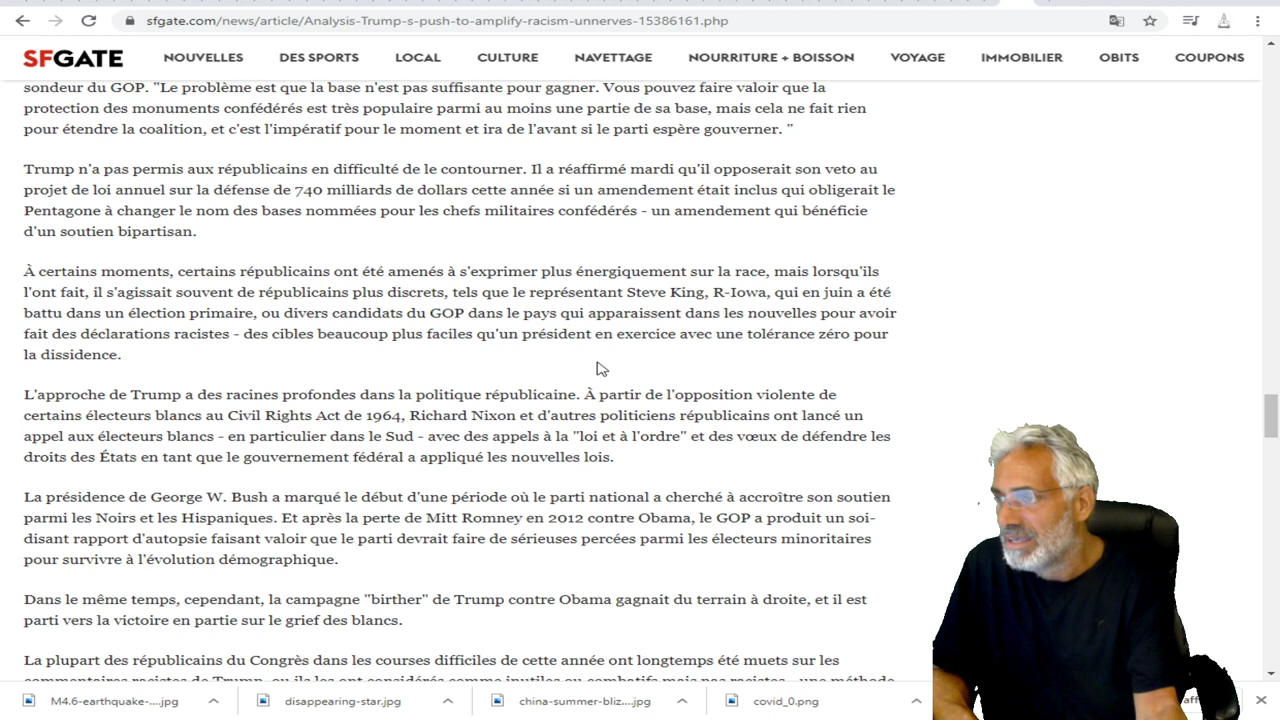 sfgate.com/news/article/Analysis-Trump-s-push-to-amplify-racism-unnerves-15386161.php
SFGATE NOUVELLES DES SPORTS LOCAL CULTURE NAVETTAGE NOURRITURE + BOISSON VOYAGE IMMOBILIER OBITS COUPONS
sondeur du GOP. "Le problème est que la base n'est pas suffisante pour gagner. Vous pouvez faire valoir que la
protection des monuments confédérés est très populaire parmi au moins une partie de sa base, mais cela ne fait rien
pour étendre la coalition, et c'est l'impératif pour le moment et ira de l'avant si le parti espère gouverner. "
Trump n'a pas permis aux républicains en difficulté de le contourner. Il a réaffirmé mardi qu'il opposerait son veto au
projet de loi annuel sur la défense de 740 milliards de dollars cette année si un amendement était inclus qui obligerait le
Pentagone à changer le nom des bases nommées pour les chefs militaires confédérés - un amendement qui bénéficie
d'un soutien bipartisan.
À certains moments, certains républicains ont été amenés à s'exprimer plus énergiquement sur la race, mais lorsqu'ils
l'ont fait, il s'agissait souvent de républicains plus discrets, tels que le représentant Steve King, R-Iowa, qui en juin a été
battu dans un élection primaire, ou divers candidats du GOP dans le pays qui apparaissent dans les nouvelles pour avoir
fait des déclarations racistes - des cibles beaucoup plus faciles qu'un président en exercice avec une tolérance zéro pour
la dissidence.
L'approche de Trump a des racines profondes dans la politique républicaine. À partir de l'opposition violente de
certains électeurs blancs au Civil Rights Act de 1964, Richard Nixon et d'autres politiciens républicains ont lancé un
appel aux électeurs blancs - en particulier dans le Sud - avec des appels à la "loi et à l'ordre" et des vœux de défendre les
droits des États en tant que le gouvernement fédéral a appliqué les nouvelles lois.
La présidence de George W. Bush a marqué le début d'une période où le parti national a cherché à accroître son soutien
parmi les Noirs et les Hispaniques. Et après la perte de Mitt Romney en 2012 contre Obama, le GOP a produit un soi-
disant rapport d'autopsie faisant valoir que le parti devrait faire de sérieuses percées parmi les électeurs minoritaires
pour survivre à l'évolution démographique.
Dans le même temps, cependant, la campagne "birther" de Trump contre Obama gagnait du terrain à droite, et il est
parti vers la victoire en partie sur le grief des blancs.
La plupart des républicains du Congrès dans les courses difficiles de cette année ont longtemps été muets sur les
commentaires racistes de Trump, ou ils les ont considérés comme inutiles ou combatifs mais pas racistes - une méthode
M4.6-earthquake-....jpg disappearing-star.jpg china-summer-bliz....jpg covid_0.png